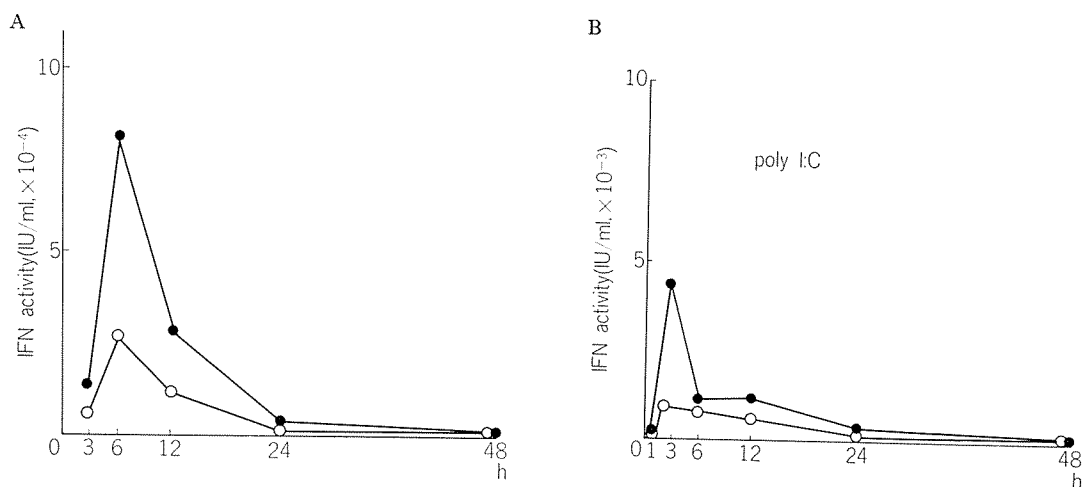 A
10
5
IFN activity(IU/ml, × 10⁻⁴)
0 3 6 12 24 48
h
B
10
5
IFN activity(IU/ml, × 10⁻³)
poly I:C
0 1 3 6 12 24 48
h